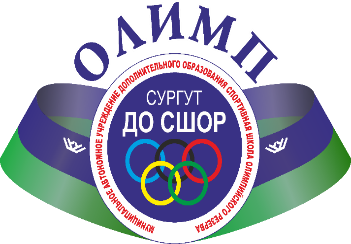 ОЛИМП
МУНИЦИПАЛЬНОЕ АВТОНОМНОЕ УЧРЕЖДЕНИЕ ДОПОЛНИТЕЛЬНОГО ОБРАЗОВАНИЯ СПОРТИВНАЯ ШКОЛА ОЛИМПИЙСКОГО РЕЗЕРВА
СУРГУТ
ДО СШОР